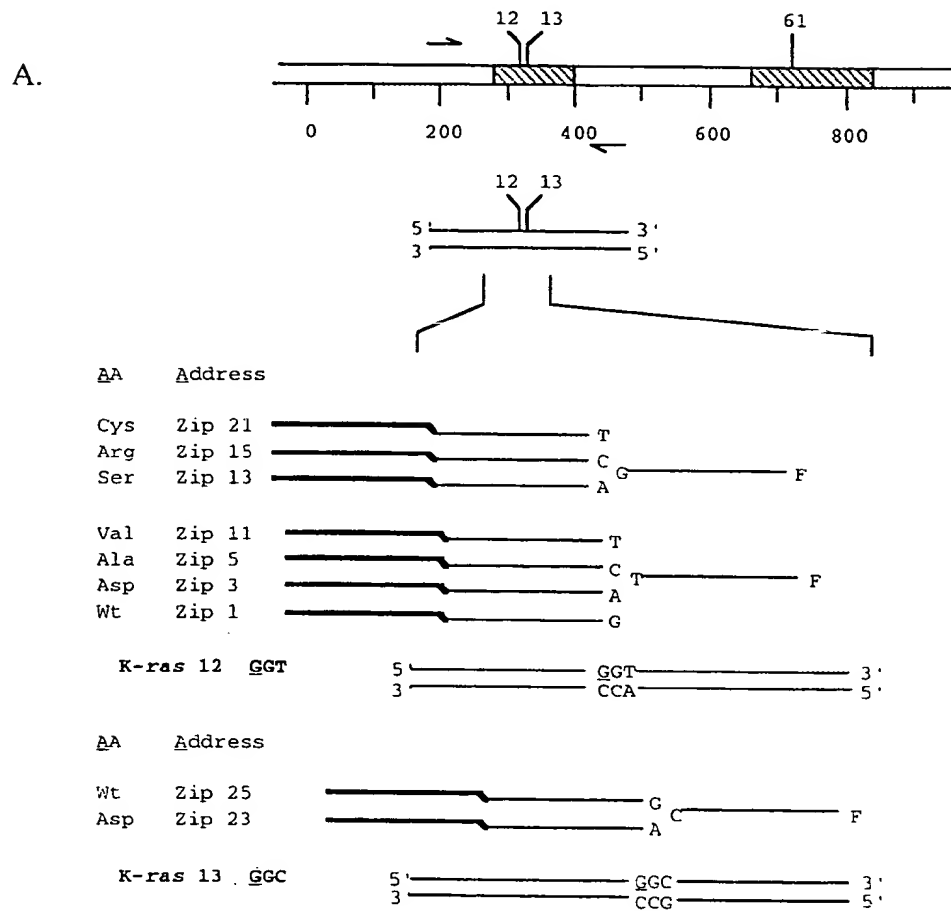 12 13 61
A.
0 200 400 600 800
12 13
5' 3'
3 5'
AA Address
Cys Zip 21 T
Arg Zip 15 C
Ser Zip 13 A G F
Val Zip 11 T
Ala Zip 5 C
Asp Zip 3 A T F
Wt Zip 1 G
K-ras 12 GGT 5 GGT 3'
3 CCA 5'
AA Address
Wt Zip 25 G
Asp Zip 23 A C F
K-ras 13 GGC 5' GGC 3'
3 CCG 5'